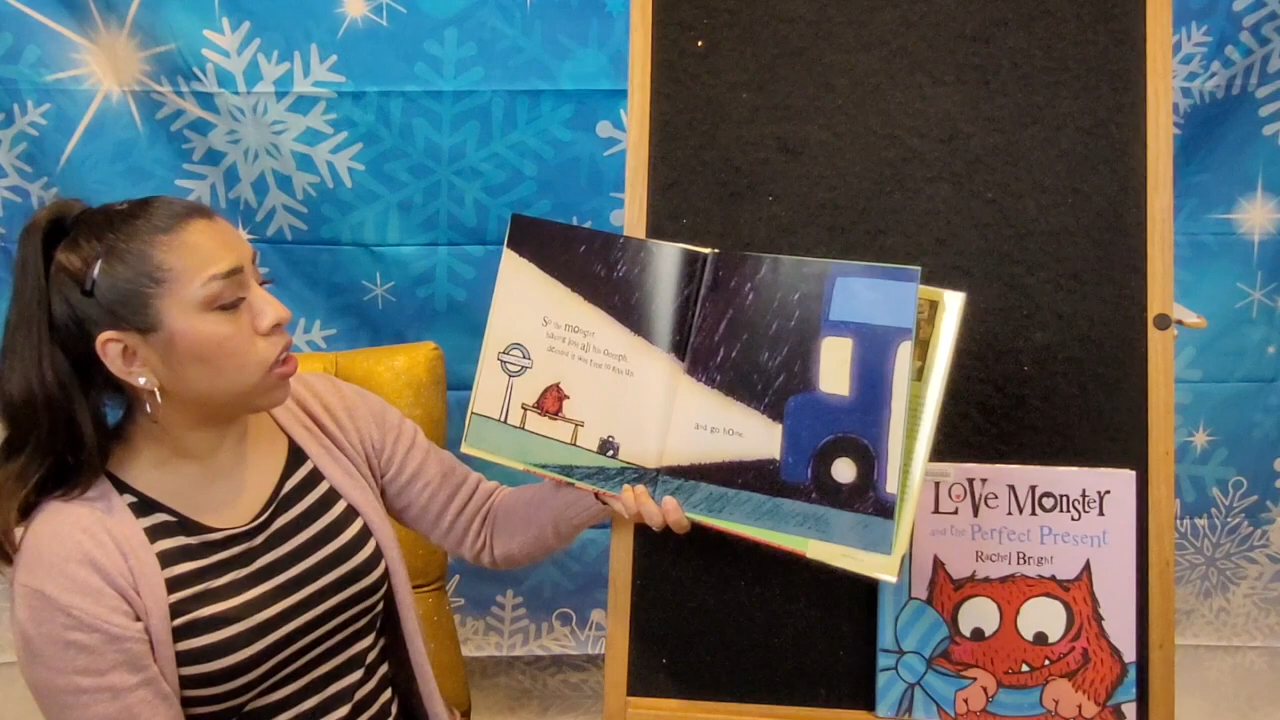 So the monster,
having lost all his Oomph,
decided it was time to give up
and go home.
LoVe Monster
and the Perfect Present
Rachel Bright